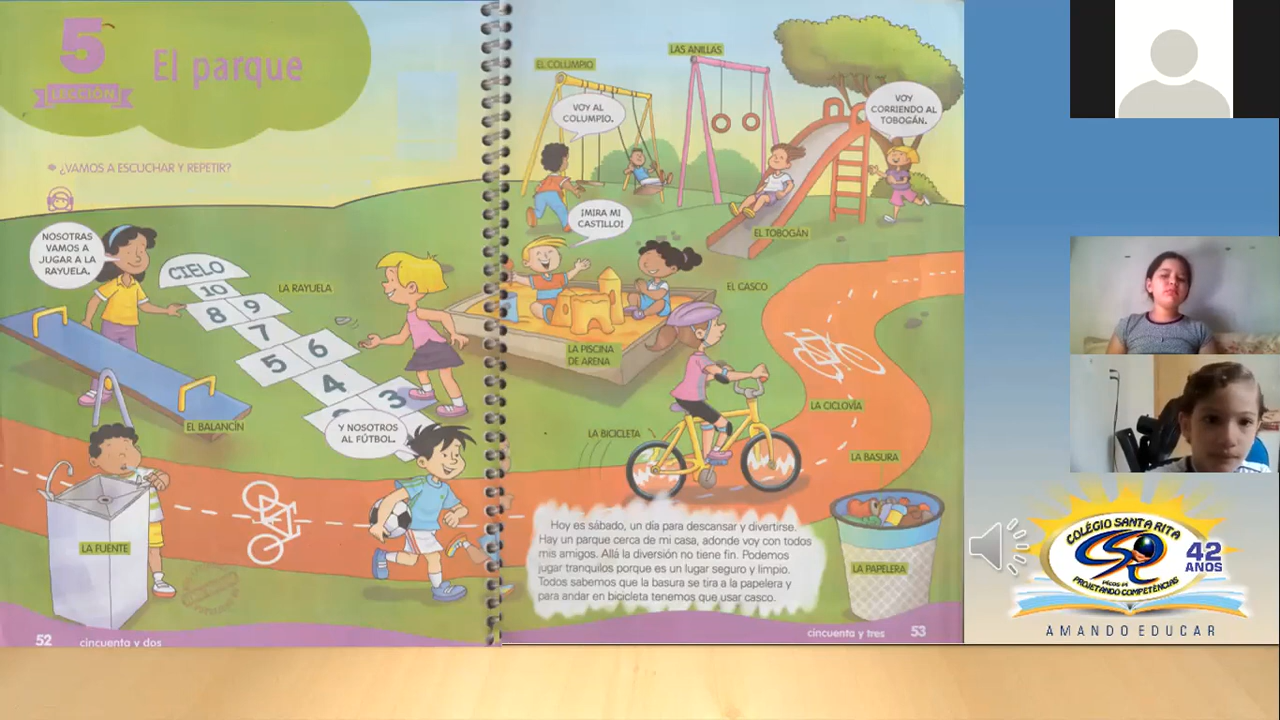 5
LECCIÓN
El parque
¿VAMOS A ESCUCHAR Y REPETIR?
NOSOTRAS
VAMOS A
JUGAR A LA
RAYUELA.
CIELO
10
9
8
7
6
5
4
3
LA RAYUELA
EL BALANCÍN
Y NOSOTROS
AL FÚTBOL.
LA FUENTE
52
cincuenta y dos
EL COLUMPIO
LAS ANILLAS
VOY AL
COLUMPIO.
VOY
CORRIENDO AL
TOBOGÁN.
¡MIRA MI
CASTILLO!
EL TOBOGÁN
EL CASCO
LA PISCINA
DE ARENA
LA CICLOVÍA
LA BICICLETA
LA BASURA
LA PAPELERA
Hoy es sábado, un día para descansar y divertirse.
Hay un parque cerca de mi casa, adonde voy con todos
mis amigos. Allá la diversión no tiene fin. Podemos
jugar tranquilos porque es un lugar seguro y limpio.
Todos sabemos que la basura se tira a la papelera y
para andar en bicicleta tenemos que usar casco.
cincuenta y tres
53
COLÉGIO SANTA RITA
42
ANOS
PROJETANDO COMPETÊNCIAS
AMANDO EDUCAR